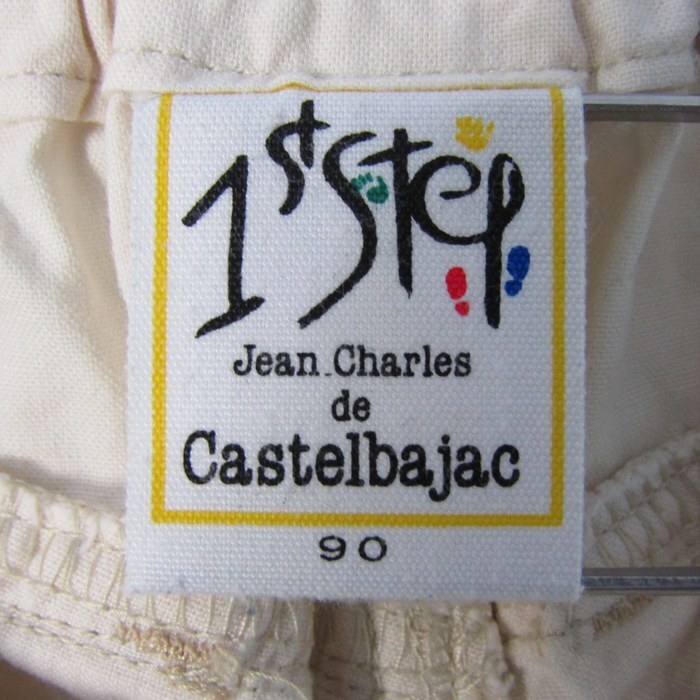 1st Step
Jean-Charles
de
Castelbajac
90